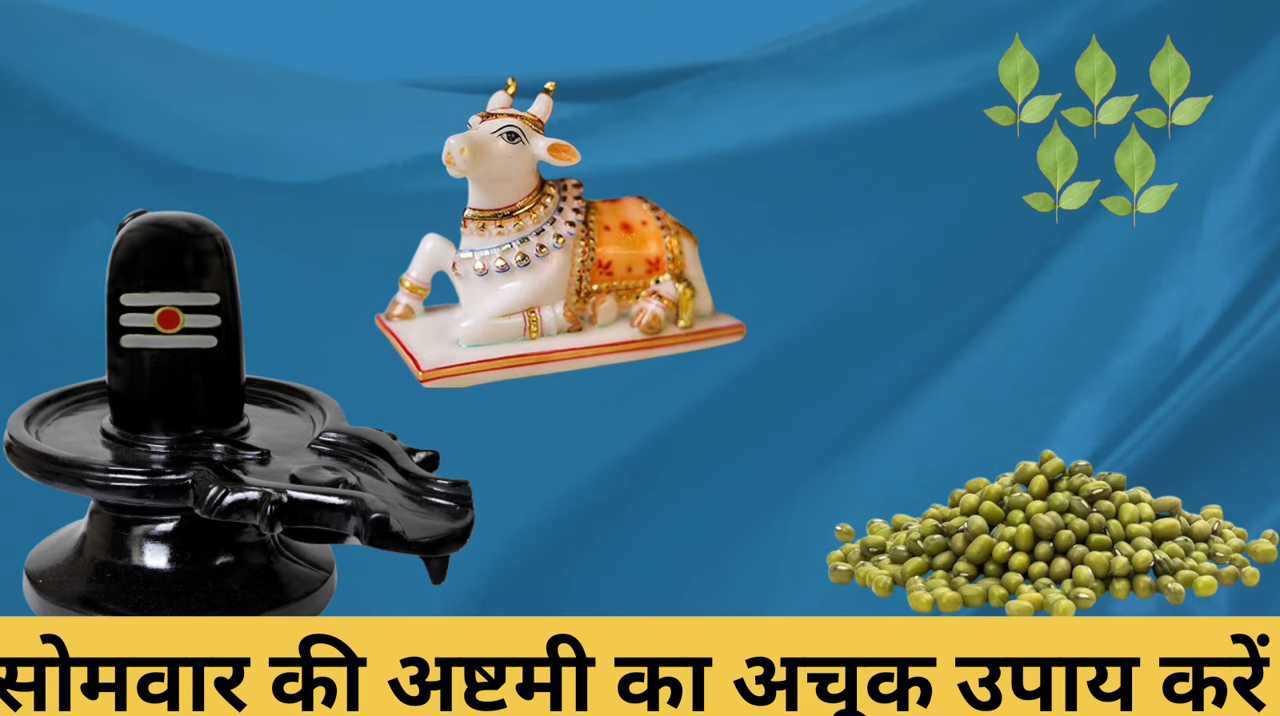 सोमवार की अष्टमी का अचूक उपाय करें